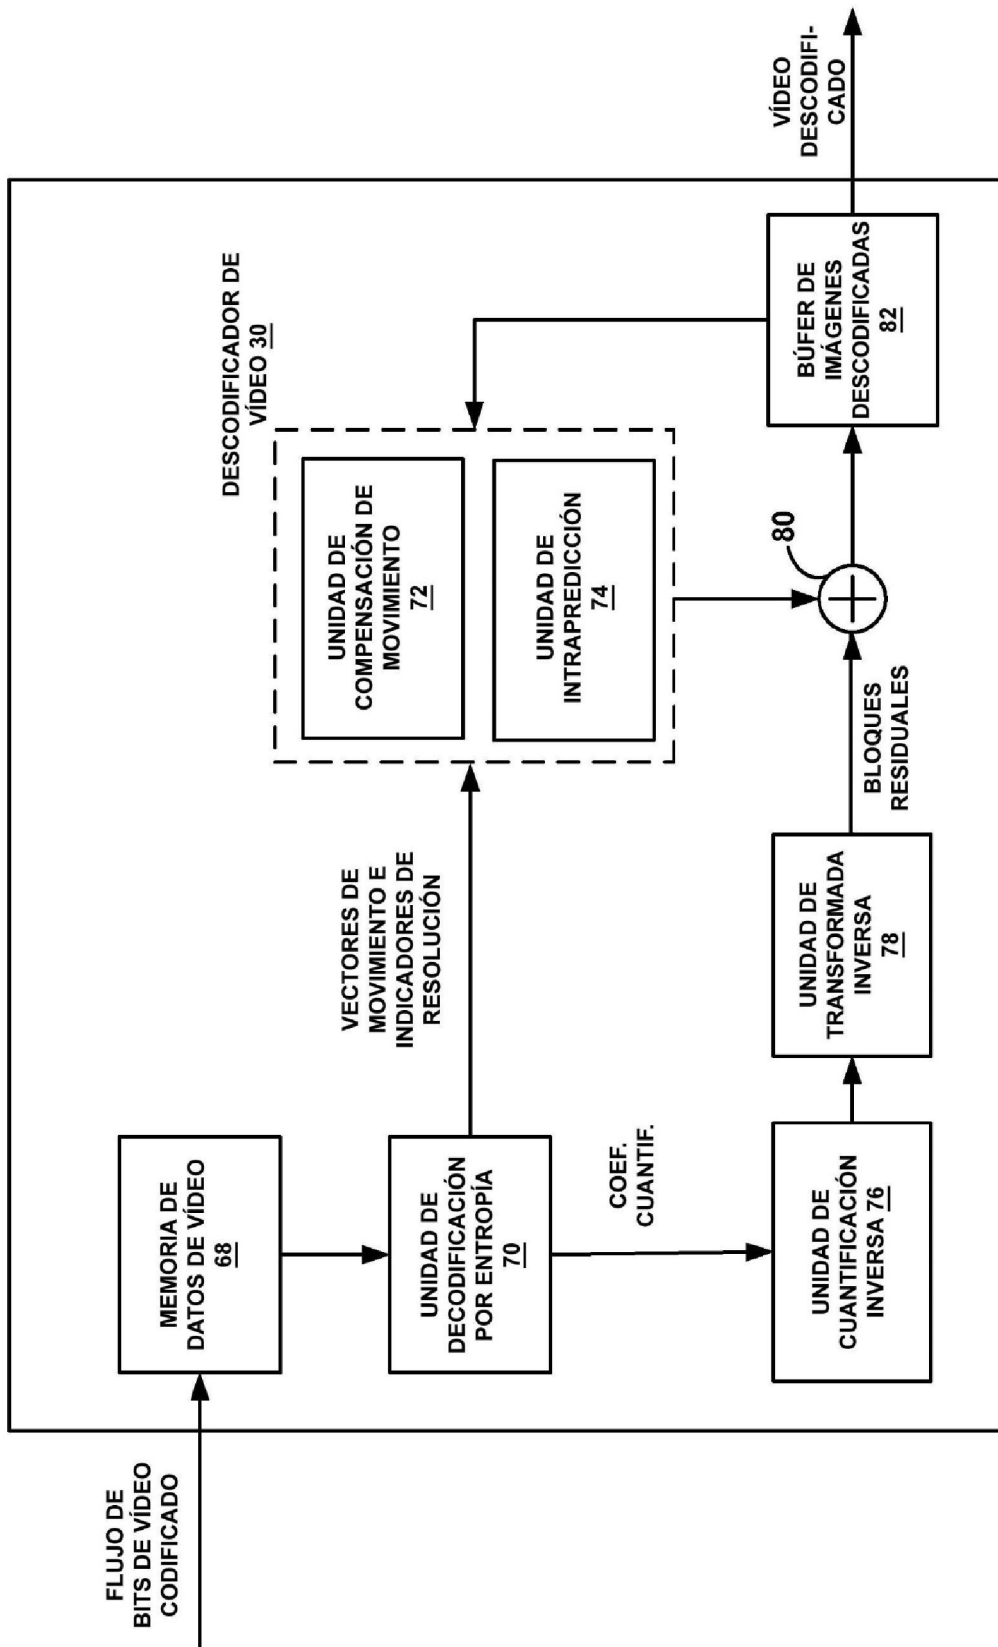 FLUJO DE
BITS DE VÍDEO
CODIFICADO
MEMORIA DE
DATOS DE VÍDEO
68
UNIDAD DE
DECODIFICACIÓN
POR ENTROPÍA
70
VECTORES DE
MOVIMIENTO E
INDICADORES DE
RESOLUCIÓN
COEF.
CUANTIF.
DESCODIFICADOR DE
VÍDEO 30
UNIDAD DE
COMPENSACIÓN DE
MOVIMIENTO
72
UNIDAD DE
INTRAPREDICCIÓN
74
UNIDAD DE
CUANTIFICACIÓN
INVERSA 76
UNIDAD DE
TRANSFORMADA
INVERSA
78
BLOQUES
RESIDUALES
80
BÚFER DE
IMÁGENES
DESCODIFICADAS
82
VÍDEO
DESCODIFI-
CADO